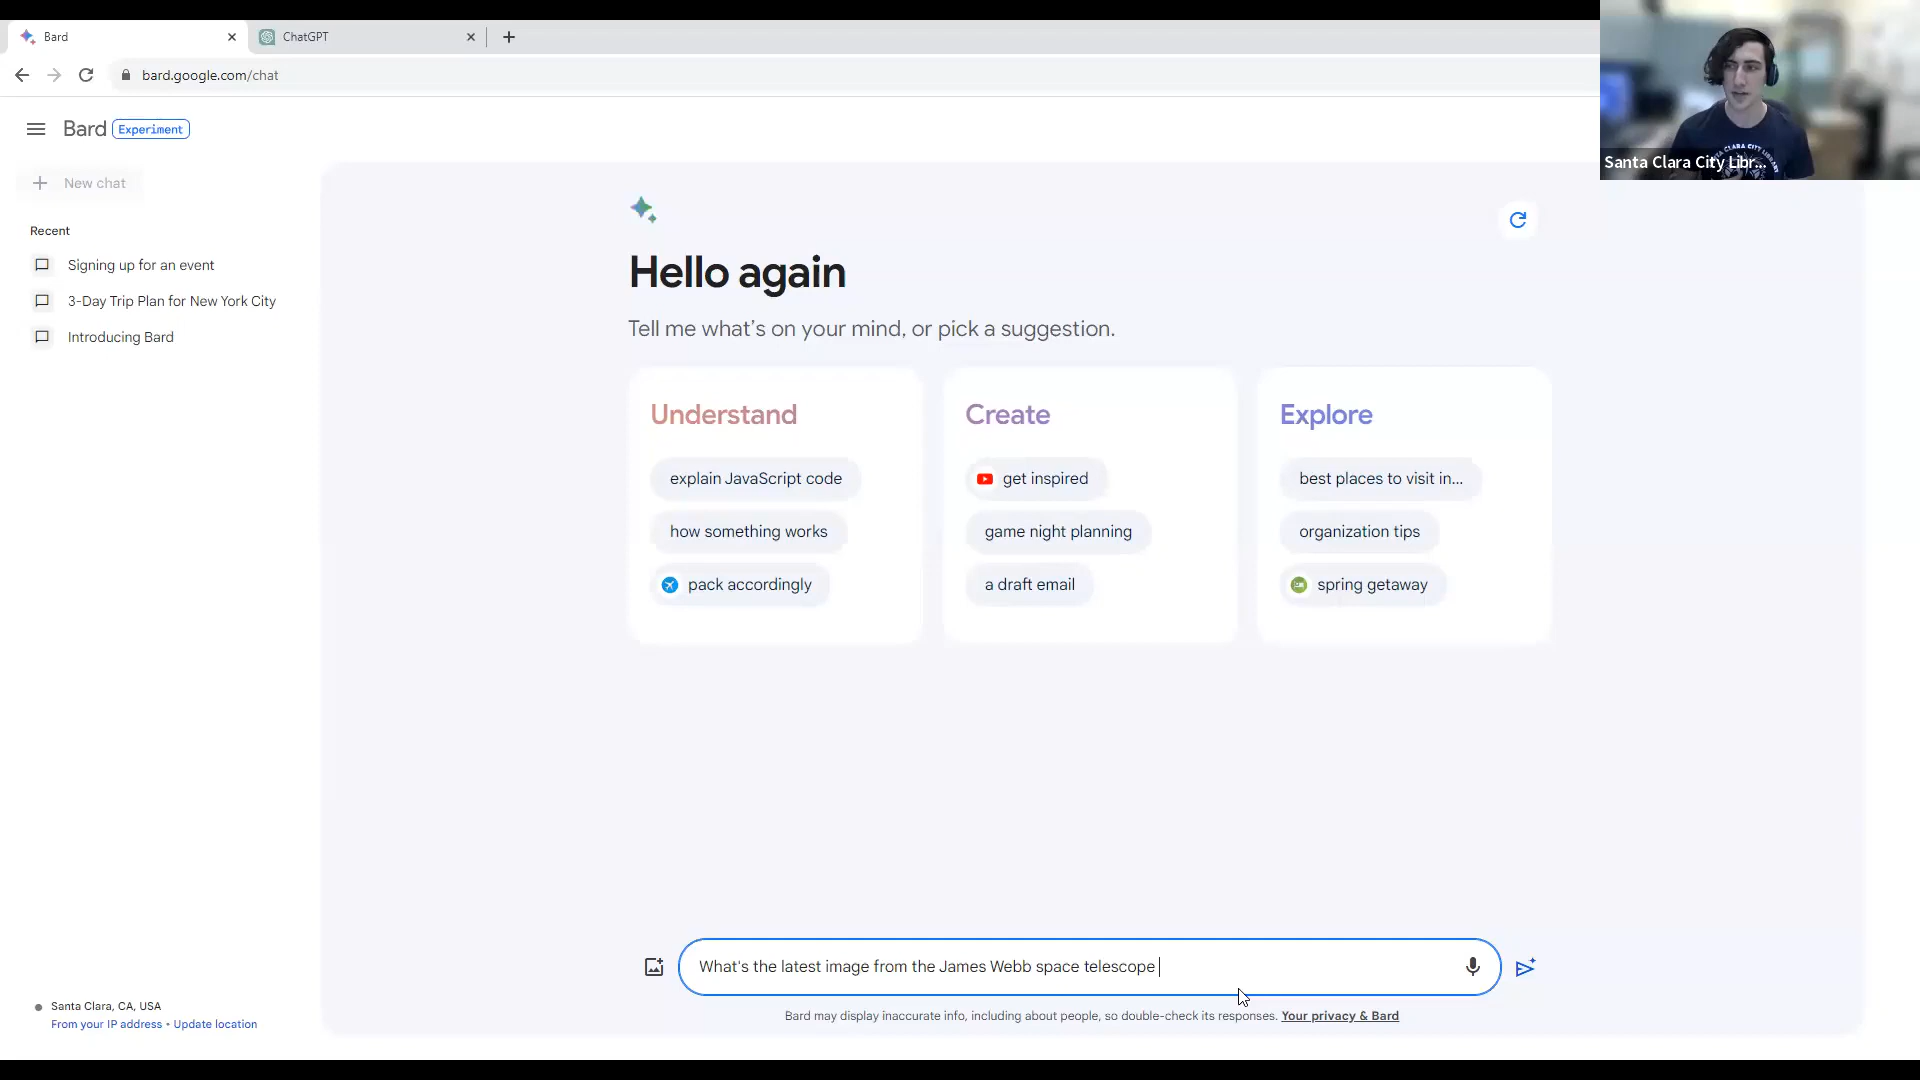 Bard
ChatGPT
bard.google.com/chat
Bard Experiment
New chat
Recent
Signing up for an event
3-Day Trip Plan for New York City
Introducing Bard
Hello again
Tell me what's on your mind, or pick a suggestion.
Understand
explain JavaScript code
how something works
pack accordingly
Create
get inspired
game night planning
a draft email
Explore
best places to visit in...
organization tips
spring getaway
What's the latest image from the James Webb space telescope
Bard may display inaccurate info, including about people, so double-check its responses. Your privacy & Bard
Santa Clara, CA, USA
From your IP address • Update location
SANTA CLARA CITY LIBRARY
Santa Clara City Libr...